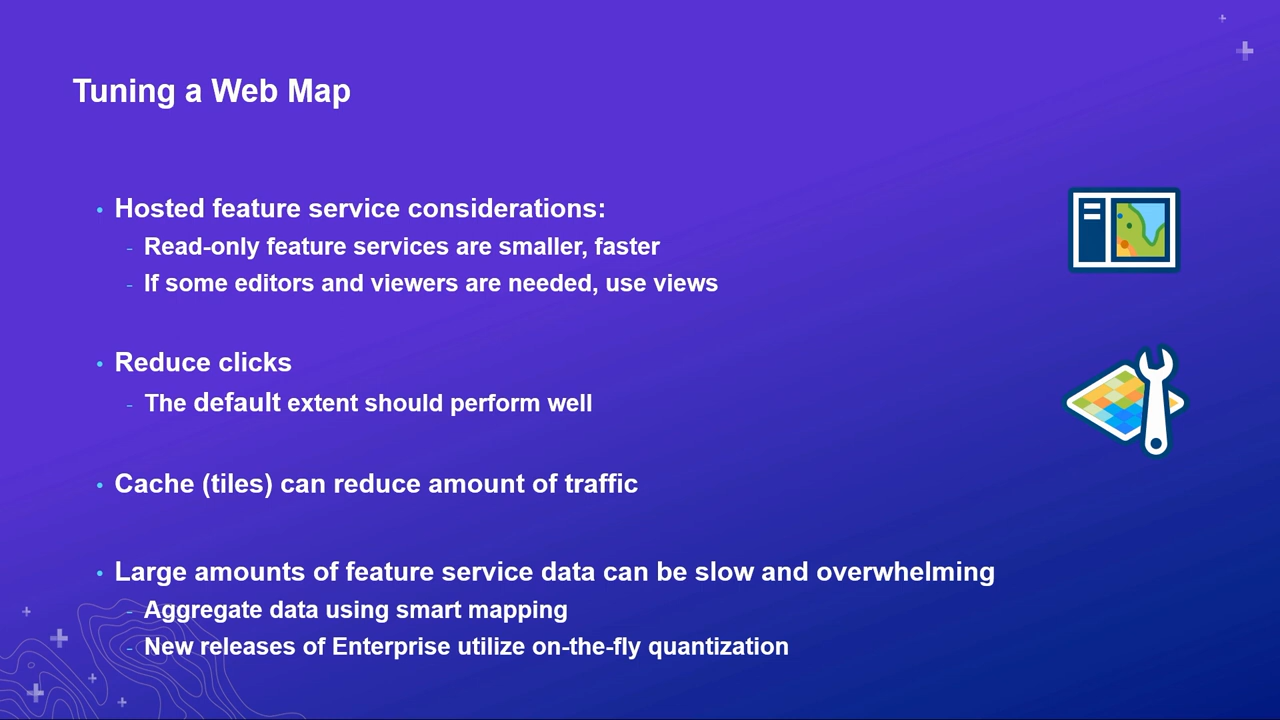 Tuning a Web Map
• Hosted feature service considerations:
- Read-only feature services are smaller, faster
- If some editors and viewers are needed, use views
• Reduce clicks
- The default extent should perform well
• Cache (tiles) can reduce amount of traffic
• Large amounts of feature service data can be slow and overwhelming
- Aggregate data using smart mapping
- New releases of Enterprise utilize on-the-fly quantization